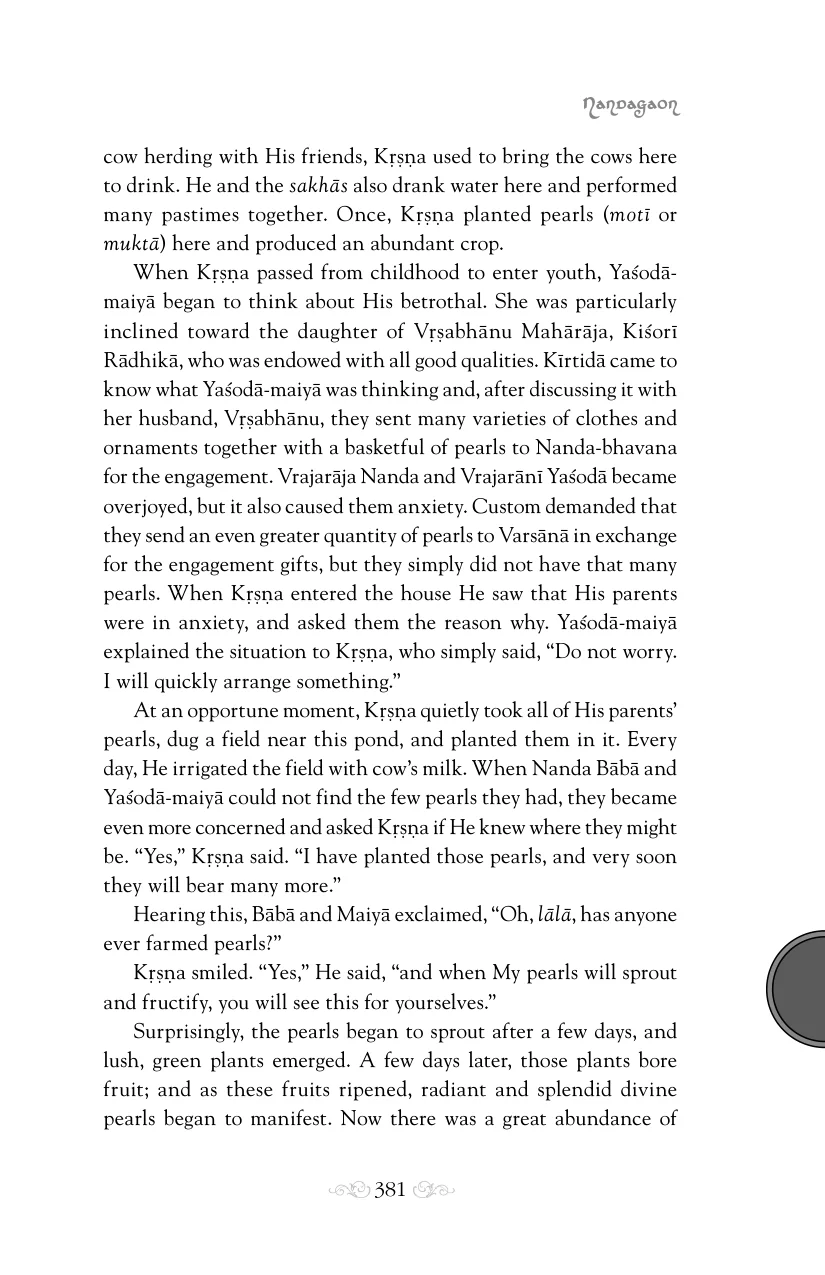 Nandagaon
cow herding with His friends, Kṛṣṇa used to bring the cows here
to drink. He and the sakhās also drank water here and performed
many pastimes together. Once, Kṛṣṇa planted pearls (motī or
muktā) here and produced an abundant crop.
When Kṛṣṇa passed from childhood to enter youth, Yaśodā-
maiyā began to think about His betrothal. She was particularly
inclined toward the daughter of Vṛṣabhānu Mahārāja, Kiśorī
Rādhikā, who was endowed with all good qualities. Kīrtidā came to
know what Yaśodā-maiyā was thinking and, after discussing it with
her husband, Vṛṣabhānu, they sent many varieties of clothes and
ornaments together with a basketful of pearls to Nanda-bhavana
for the engagement. Vrajarāja Nanda and Vrajarānī Yaśodā became
overjoyed, but it also caused them anxiety. Custom demanded that
they send an even greater quantity of pearls to Varsānā in exchange
for the engagement gifts, but they simply did not have that many
pearls. When Kṛṣṇa entered the house He saw that His parents
were in anxiety, and asked them the reason why. Yaśodā-maiyā
explained the situation to Kṛṣṇa, who simply said, “Do not worry.
I will quickly arrange something.”
At an opportune moment, Kṛṣṇa quietly took all of His parents’
pearls, dug a field near this pond, and planted them in it. Every
day, He irrigated the field with cow’s milk. When Nanda Bābā and
Yaśodā-maiyā could not find the few pearls they had, they became
even more concerned and asked Kṛṣṇa if He knew where they might
be. “Yes,” Kṛṣṇa said. “I have planted those pearls, and very soon
they will bear many more.”
Hearing this, Bābā and Maiyā exclaimed, “Oh, lālā, has anyone
ever farmed pearls?”
Kṛṣṇa smiled. “Yes,” He said, “and when My pearls will sprout
and fructify, you will see this for yourselves.”
Surprisingly, the pearls began to sprout after a few days, and
lush, green plants emerged. A few days later, those plants bore
fruit; and as these fruits ripened, radiant and splendid divine
pearls began to manifest. Now there was a great abundance of
381